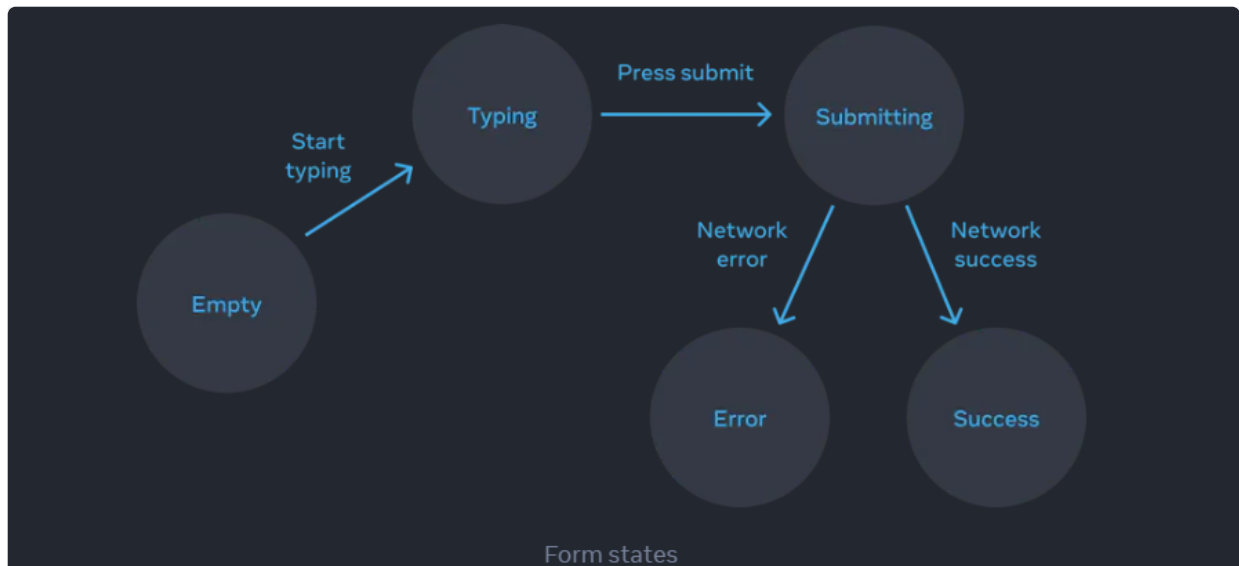 Empty
Start
typing
Typing
Press submit
Submitting
Network
error
Network
success
Error
Success
Form states